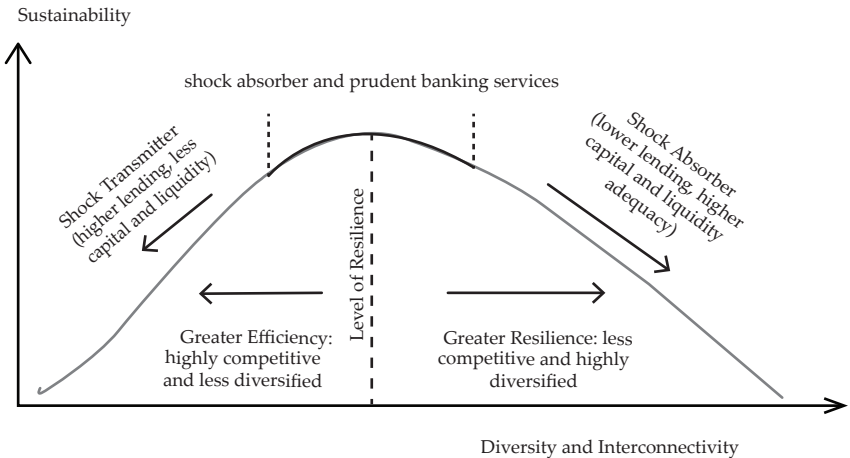 Sustainability
shock absorber and prudent banking services
Shock Transmitter
(higher lending, less
capital and liquidity)
Shock Absorber
(lower lending, higher
capital and liquidity
adequacy)
Level of Resilience
Greater Efficiency:
highly competitive
and less diversified
Greater Resilience: less
competitive and highly
diversified
Diversity and Interconnectivity